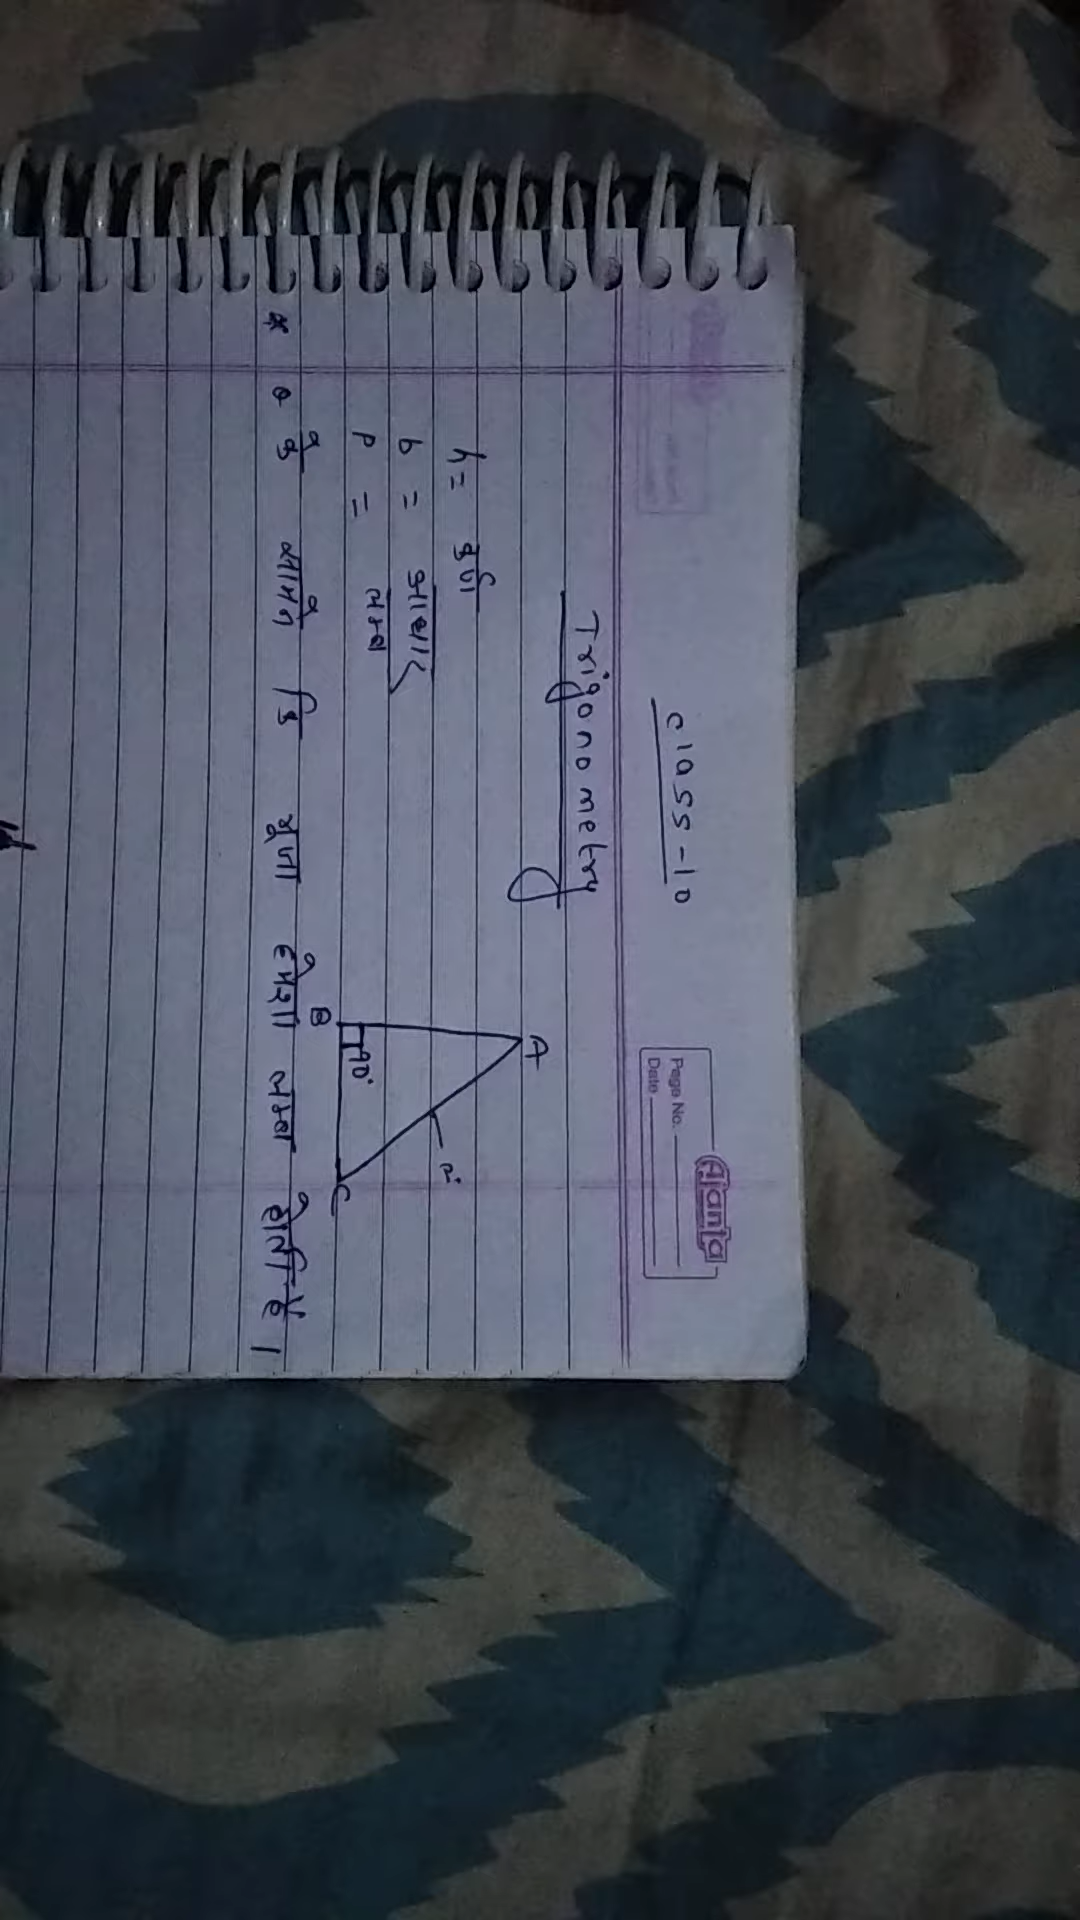 Ajanta
Page No.
Date
class-10
Trigonometry
h = कर्ण
b = आधार
p = लम्ब
A
B
90°
C
* θ के सामने कि भूजा हमेशा लम्ब होती है।